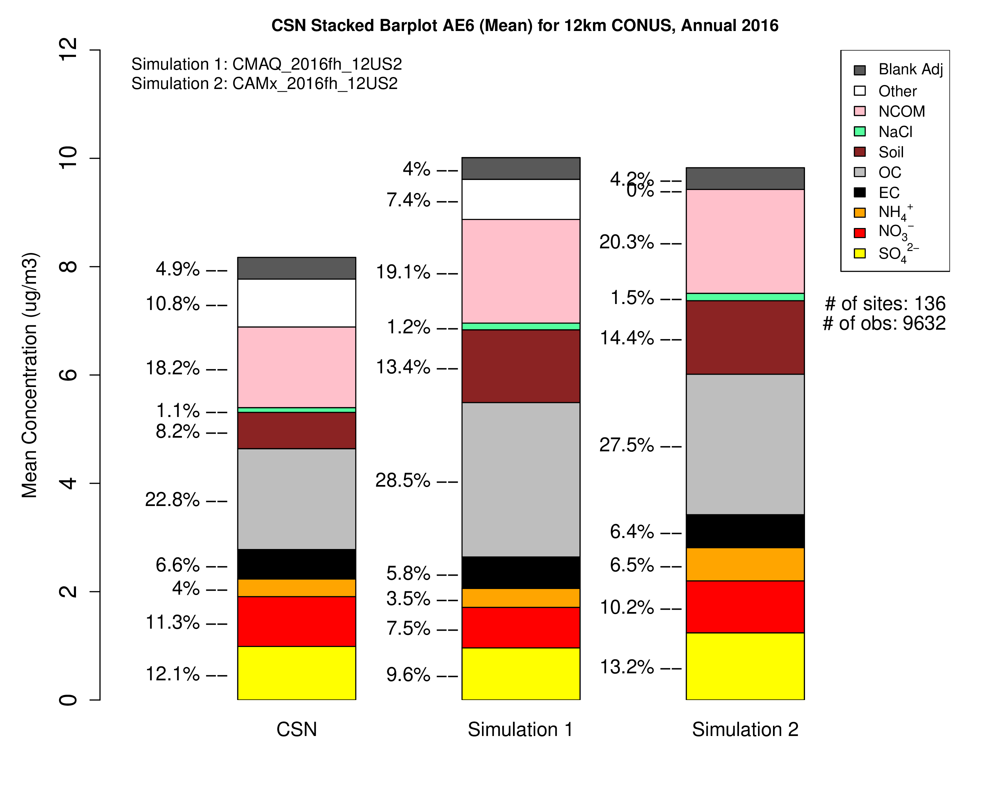 CSN Stacked Barplot AE6 (Mean) for 12km CONUS, Annual 2016
Simulation 1: CMAQ_2016fh_12US2
Simulation 2: CAMx_2016fh_12US2
Mean Concentration (ug/m3)
12
10
8
6
4
2
0
4.9% −−
10.8% −−
18.2% −−
1.1% −−
8.2% −−
22.8% −−
6.6% −−
4% −−
11.3% −−
12.1% −−
4% −−
7.4% −−
19.1% −−
1.2% −−
13.4% −−
28.5% −−
5.8% −−
3.5% −−
7.5% −−
9.6% −−
4.2% −−
0% −−
20.3% −−
1.5% −−
14.4% −−
27.5% −−
6.4% −−
6.5% −−
10.2% −−
13.2% −−
Blank Adj
Other
NCOM
NaCl
Soil
OC
EC
NH₄⁺
NO₃⁻
SO₄²⁻
# of sites: 136
# of obs: 9632
CSN
Simulation 1
Simulation 2